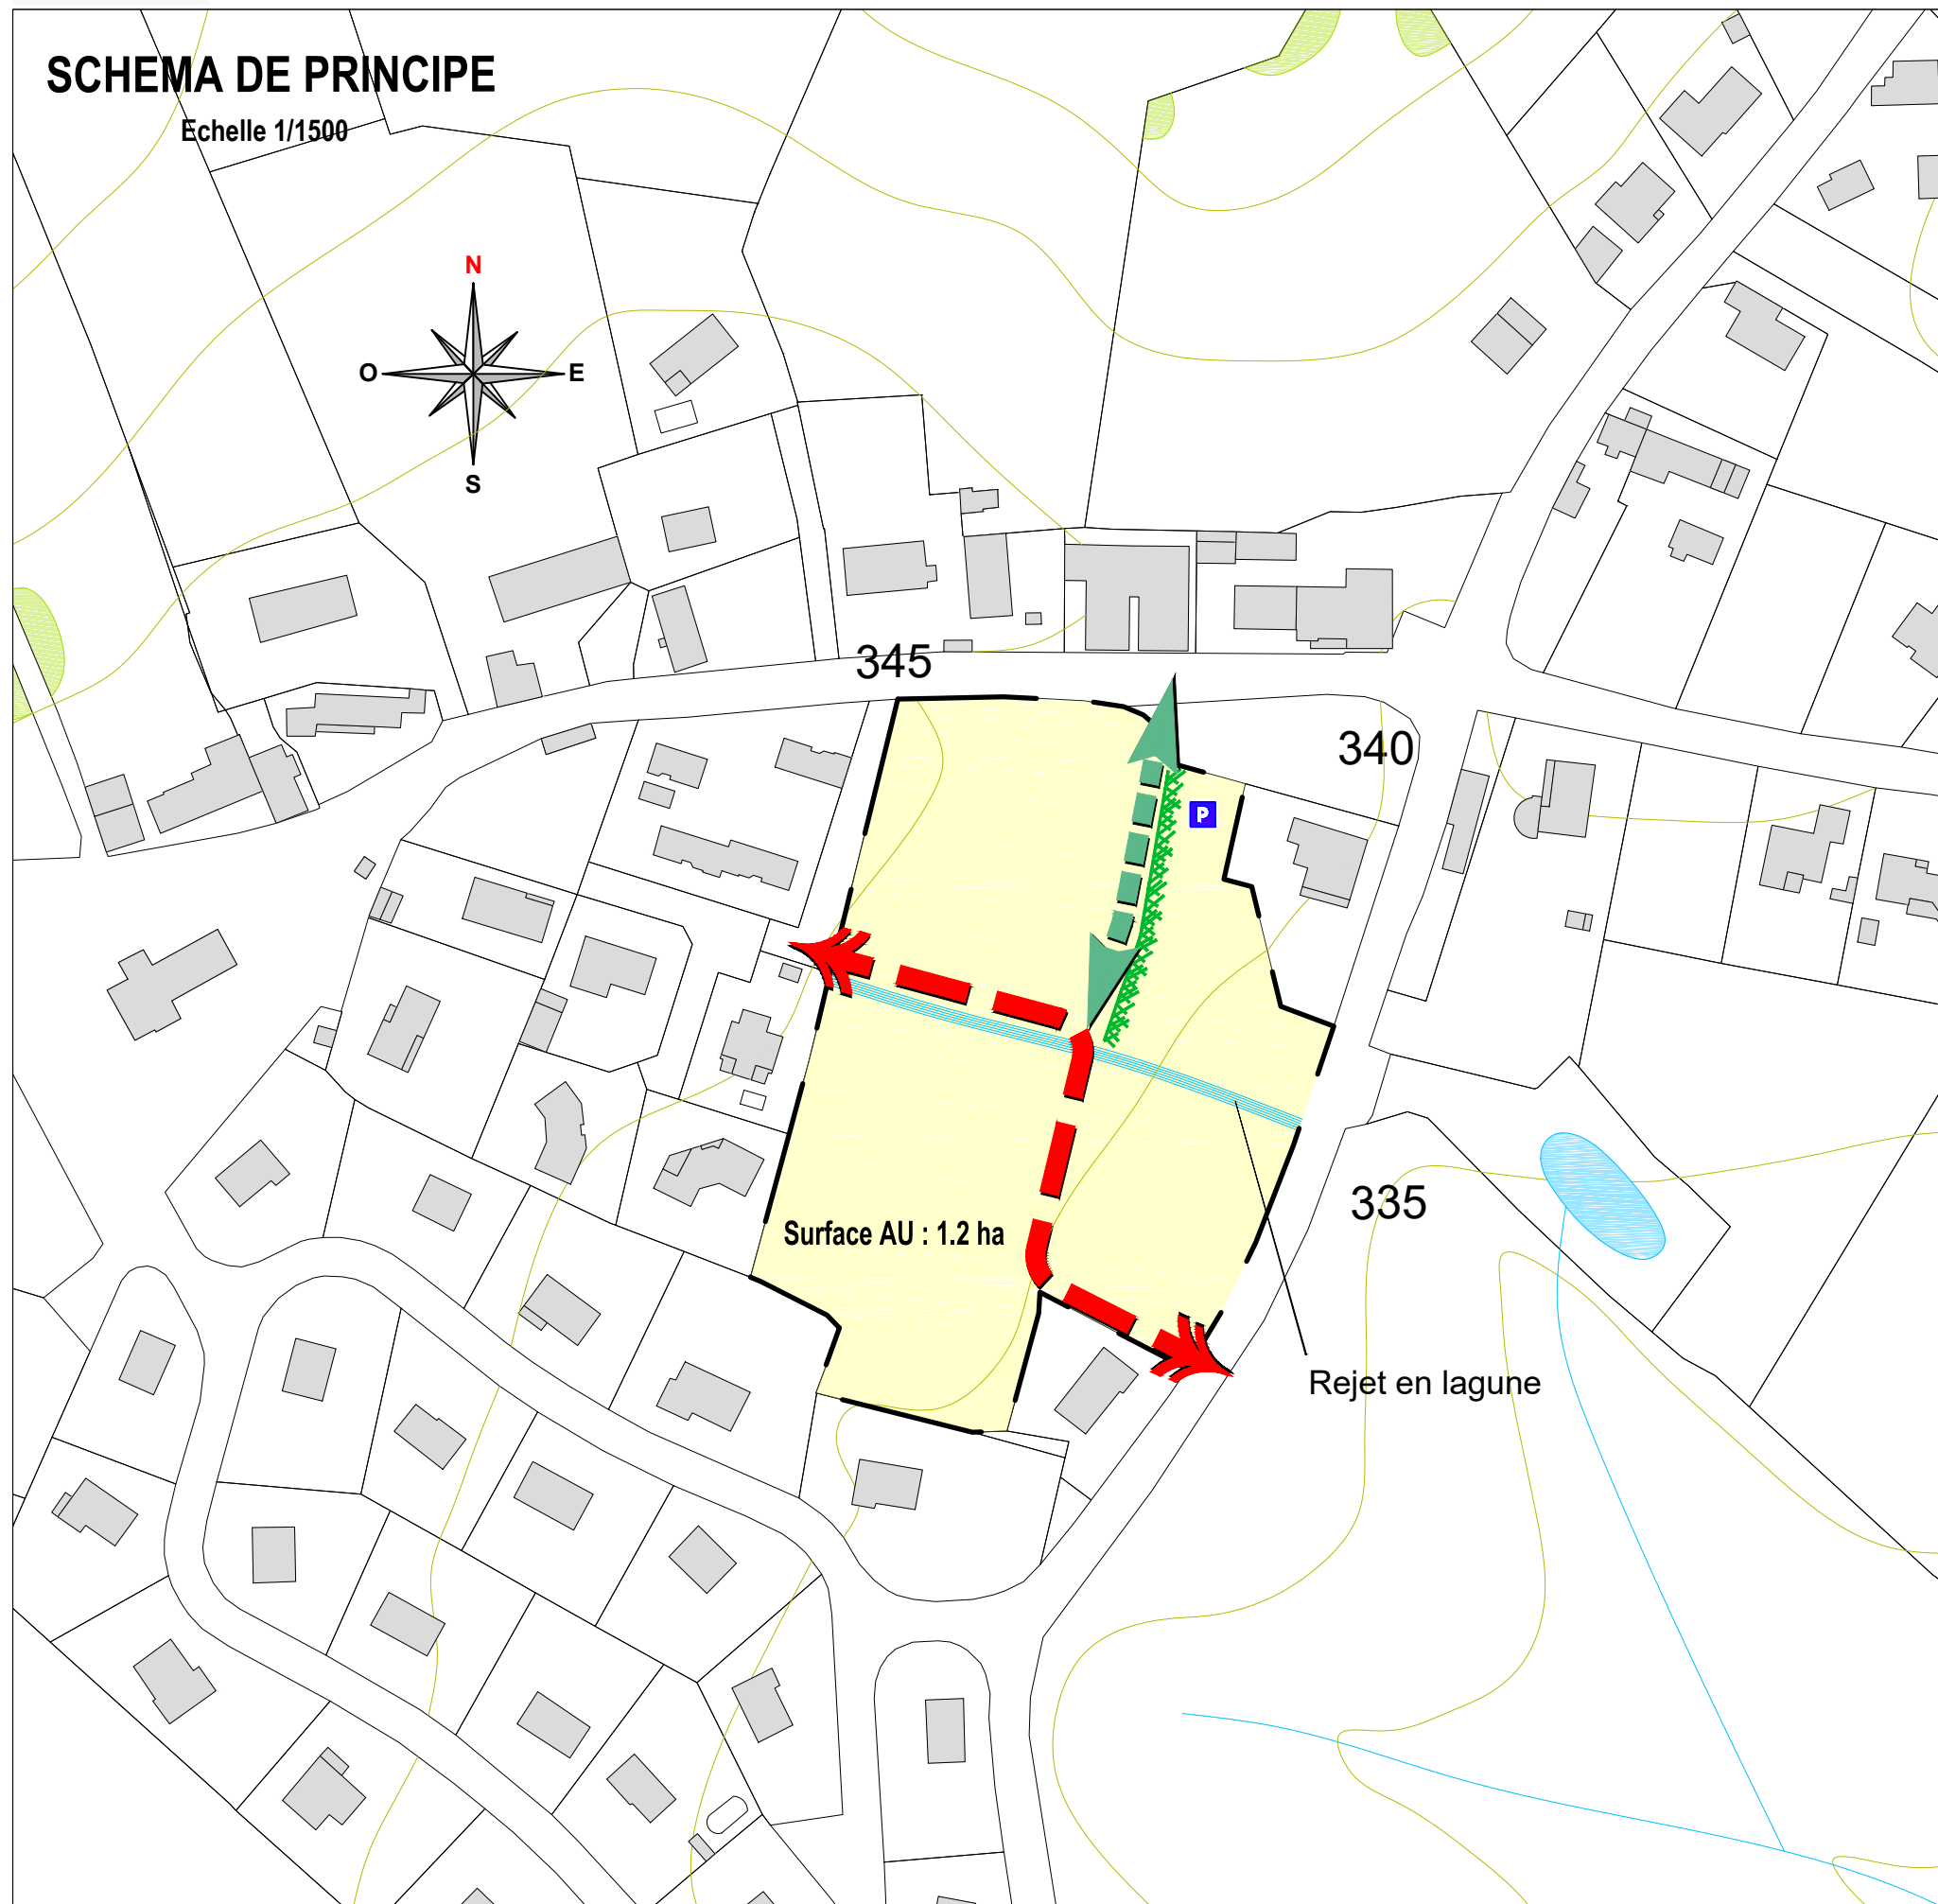 SCHEMA DE PRINCIPE
Echelle 1/1500
N
O
E
S
345
340
P
335
Surface AU : 1.2 ha
Rejet en lagune